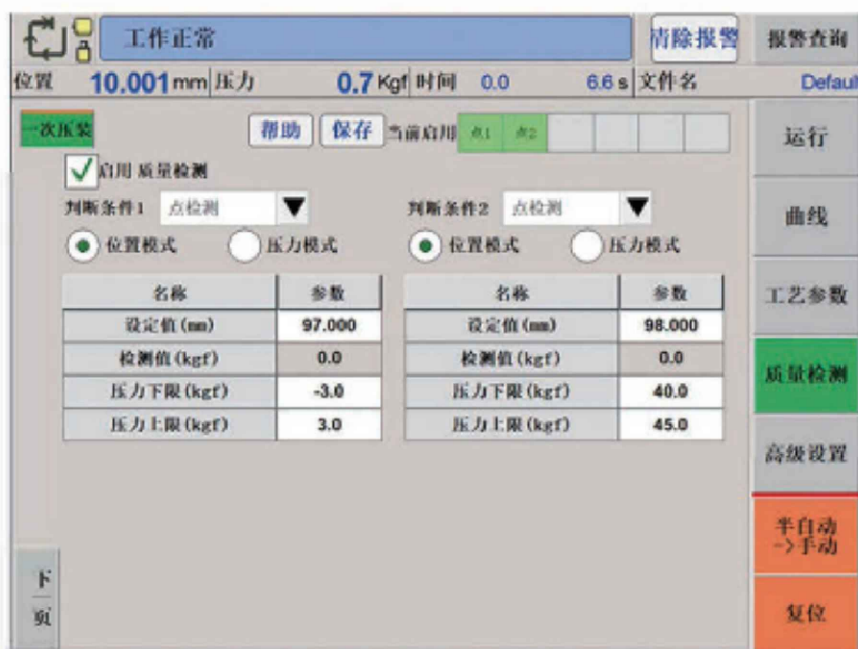 工作正常
清除报警
报警查询
位置 10.001 mm 压力 0.7 Kgf 时间 0.0 6.6 s 文件名 Defaul
一次压装 帮助 保存 当前启用 点1 点2
启用 质量检测
判断条件1 点检测 判断条件2 点检测
位置模式 压力模式 位置模式 压力模式
名称 参数 名称 参数
设定值(mm) 97.000 设定值(mm) 98.000
检测值(kgf) 0.0 检测值(kgf) 0.0
压力下限(kgf) -3.0 压力下限(kgf) 40.0
压力上限(kgf) 3.0 压力上限(kgf) 45.0
运行
曲线
工艺参数
质量检测
高级设置
半自动
->手动
复位
下
一
页